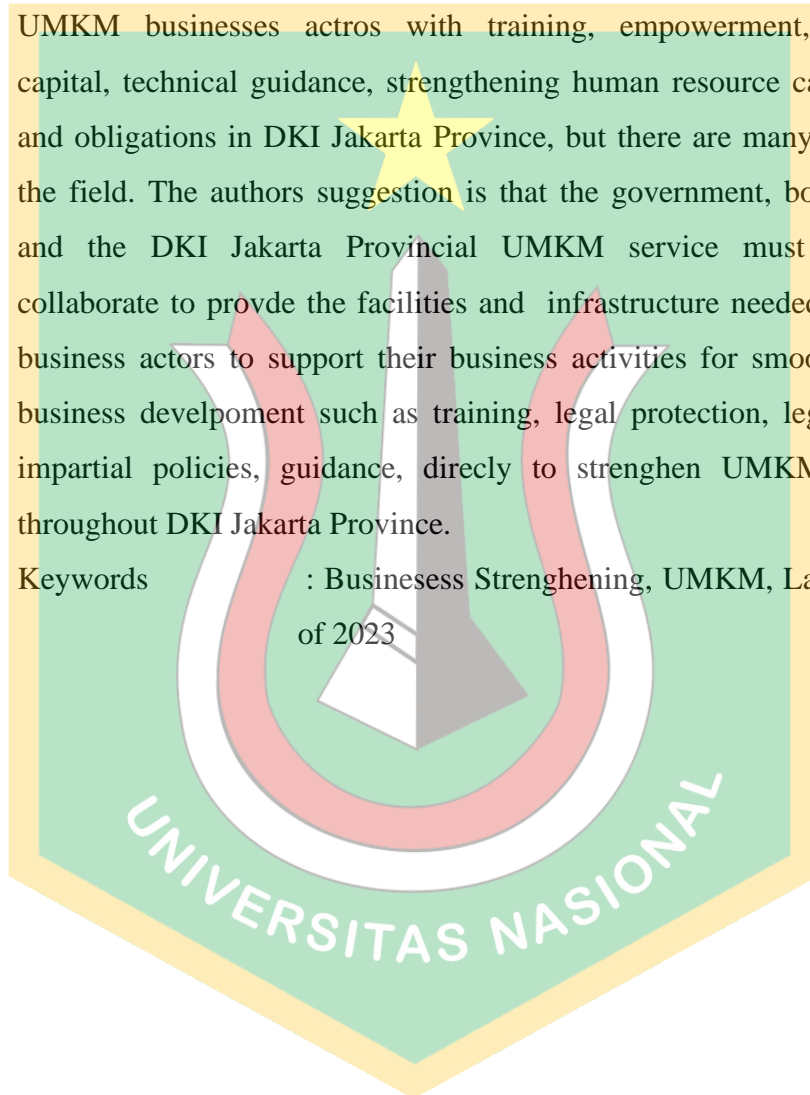 UMKM businesses actros with training, empowerment,
capital, technical guidance, strengthening human resource ca
and obligations in DKI Jakarta Province, but there are many
the field. The authors suggestion is that the government, bo
and the DKI Jakarta Provincial UMKM service must
collaborate to provde the facilities and infrastructure needed
business actors to support their business activities for smoo
business develpoment such as training, legal protection, leg
impartial policies, guidance, direcly to strenghen UMKM
throughout DKI Jakarta Province.
Keywords : Businesess Strenghening, UMKM, La
of 2023
UNIVERSITAS NASIONAL